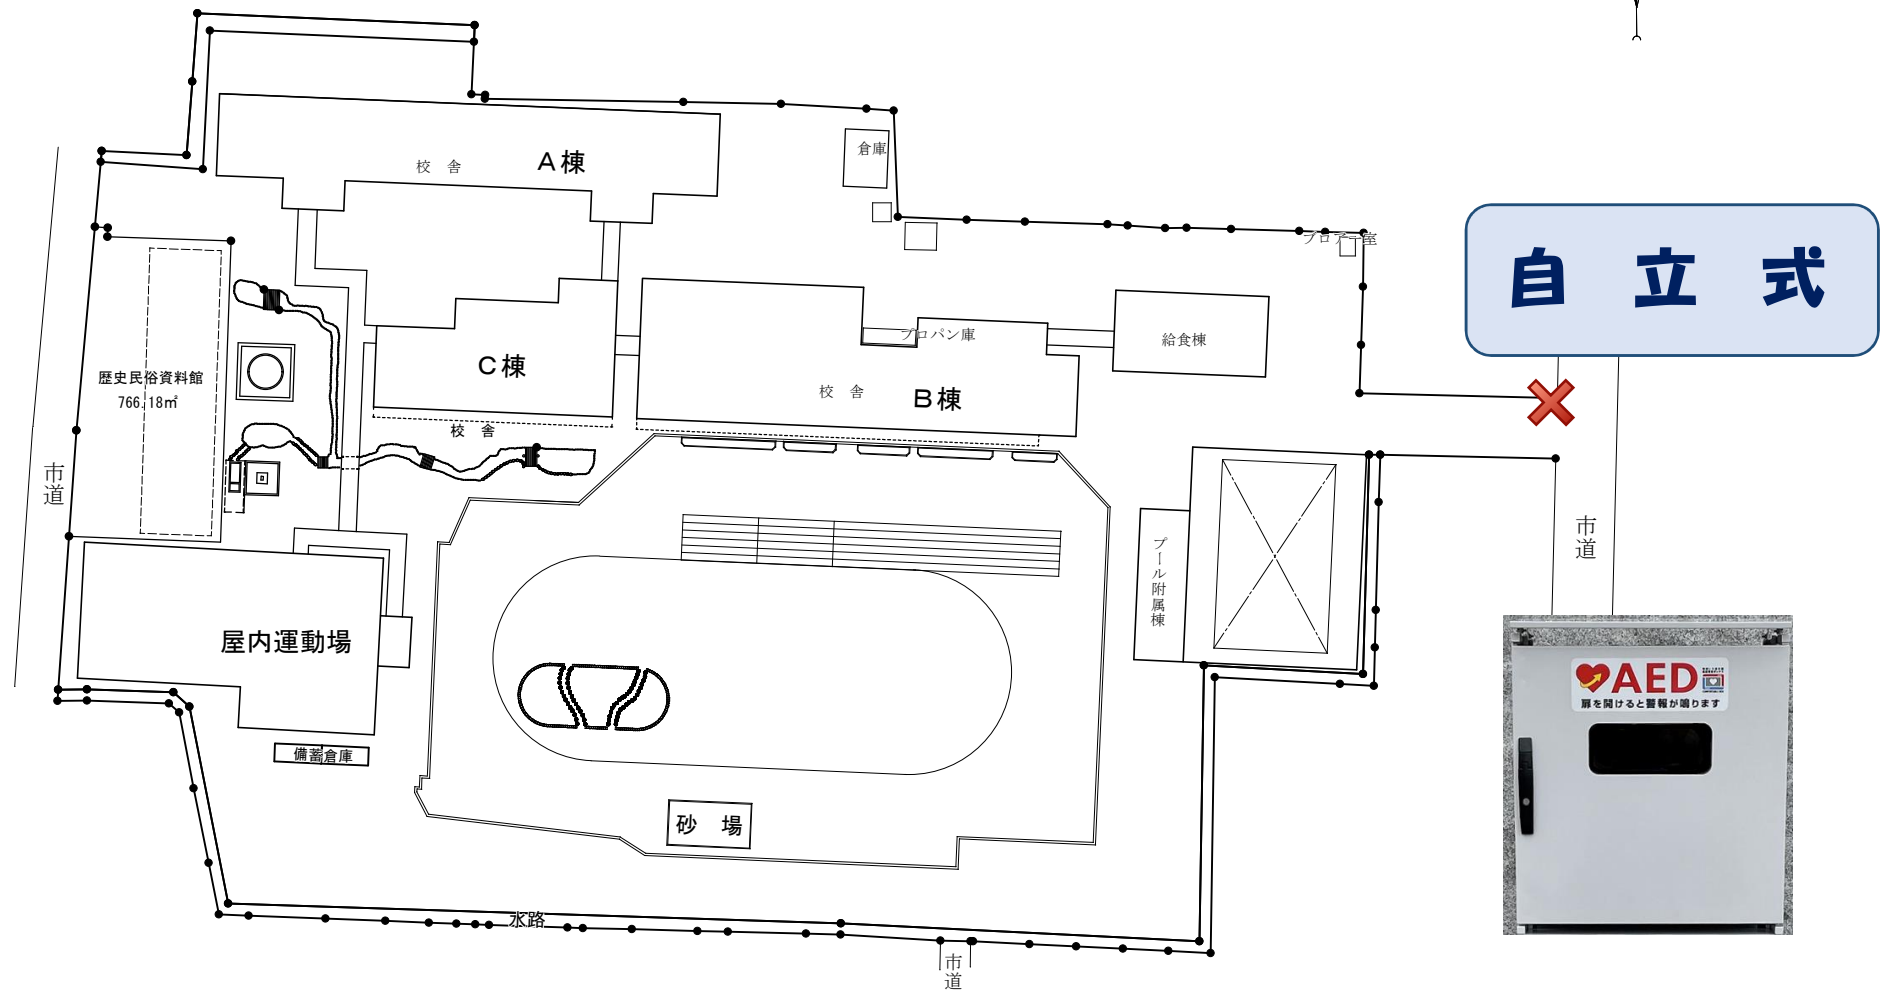 校 舎 A棟
倉庫
ブロアー室
自 立 式
プロパン庫
給食棟
C棟
校 舎 B棟
歴史民俗資料館
766.18㎡
校 舎
市道
市道
プール附属棟
屋内運動場
備蓄倉庫
砂 場
AED
扉を開けると警報が鳴ります
水路
市道